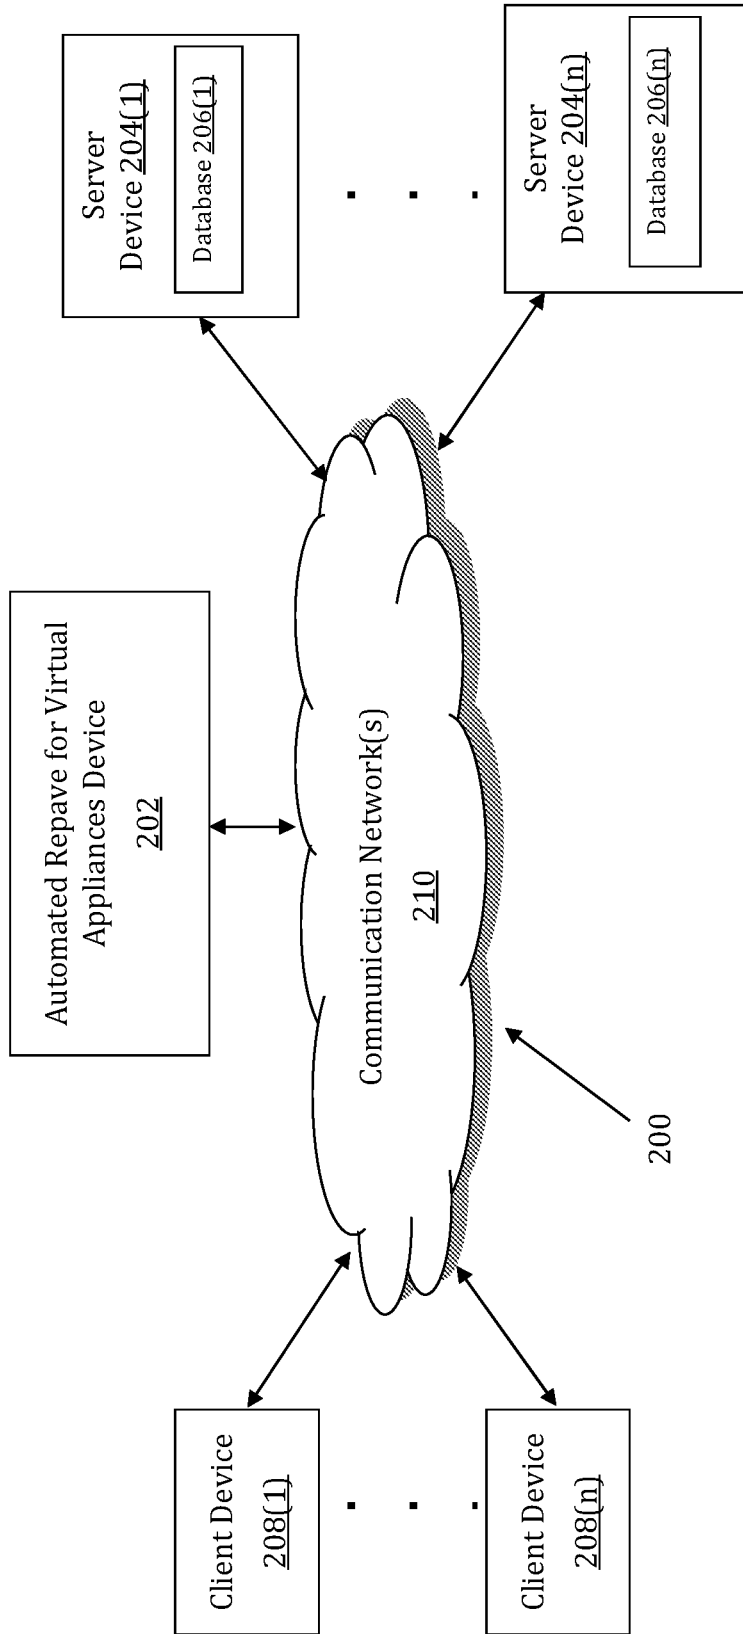 Automated Repave for Virtual
Appliances Device
202
Client Device
208(1)
Client Device
208(n)
Communication Network(s)
210
Server
Device 204(1)
Database 206(1)
Server
Device 204(n)
Database 206(n)
200